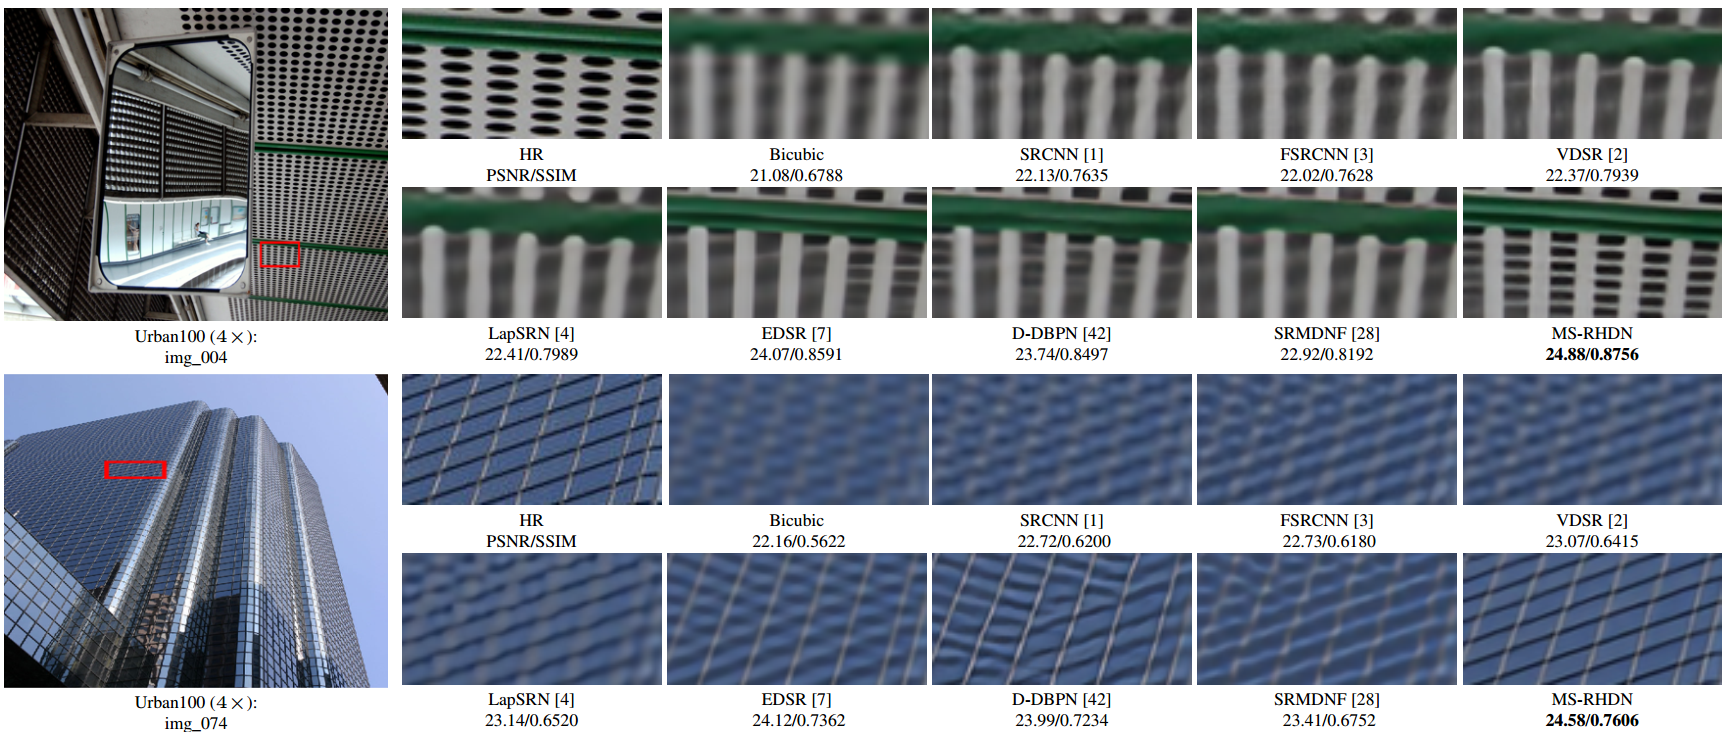 HR
PSNR/SSIM
Bicubic
21.08/0.6788
SRCNN [1]
22.13/0.7635
FSRCNN [3]
22.02/0.7628
VDSR [2]
22.37/0.7939
Urban100 (4×):
img_004
LapSRN [4]
22.41/0.7989
EDSR [7]
24.07/0.8591
D-DBPN [42]
23.74/0.8497
SRMDNF [28]
22.92/0.8192
MS-RHDN
24.88/0.8756
HR
PSNR/SSIM
Bicubic
22.16/0.5622
SRCNN [1]
22.72/0.6200
FSRCNN [3]
22.73/0.6180
VDSR [2]
23.07/0.6415
Urban100 (4×):
img_074
LapSRN [4]
23.14/0.6520
EDSR [7]
24.12/0.7362
D-DBPN [42]
23.99/0.7234
SRMDNF [28]
23.41/0.6752
MS-RHDN
24.58/0.7606